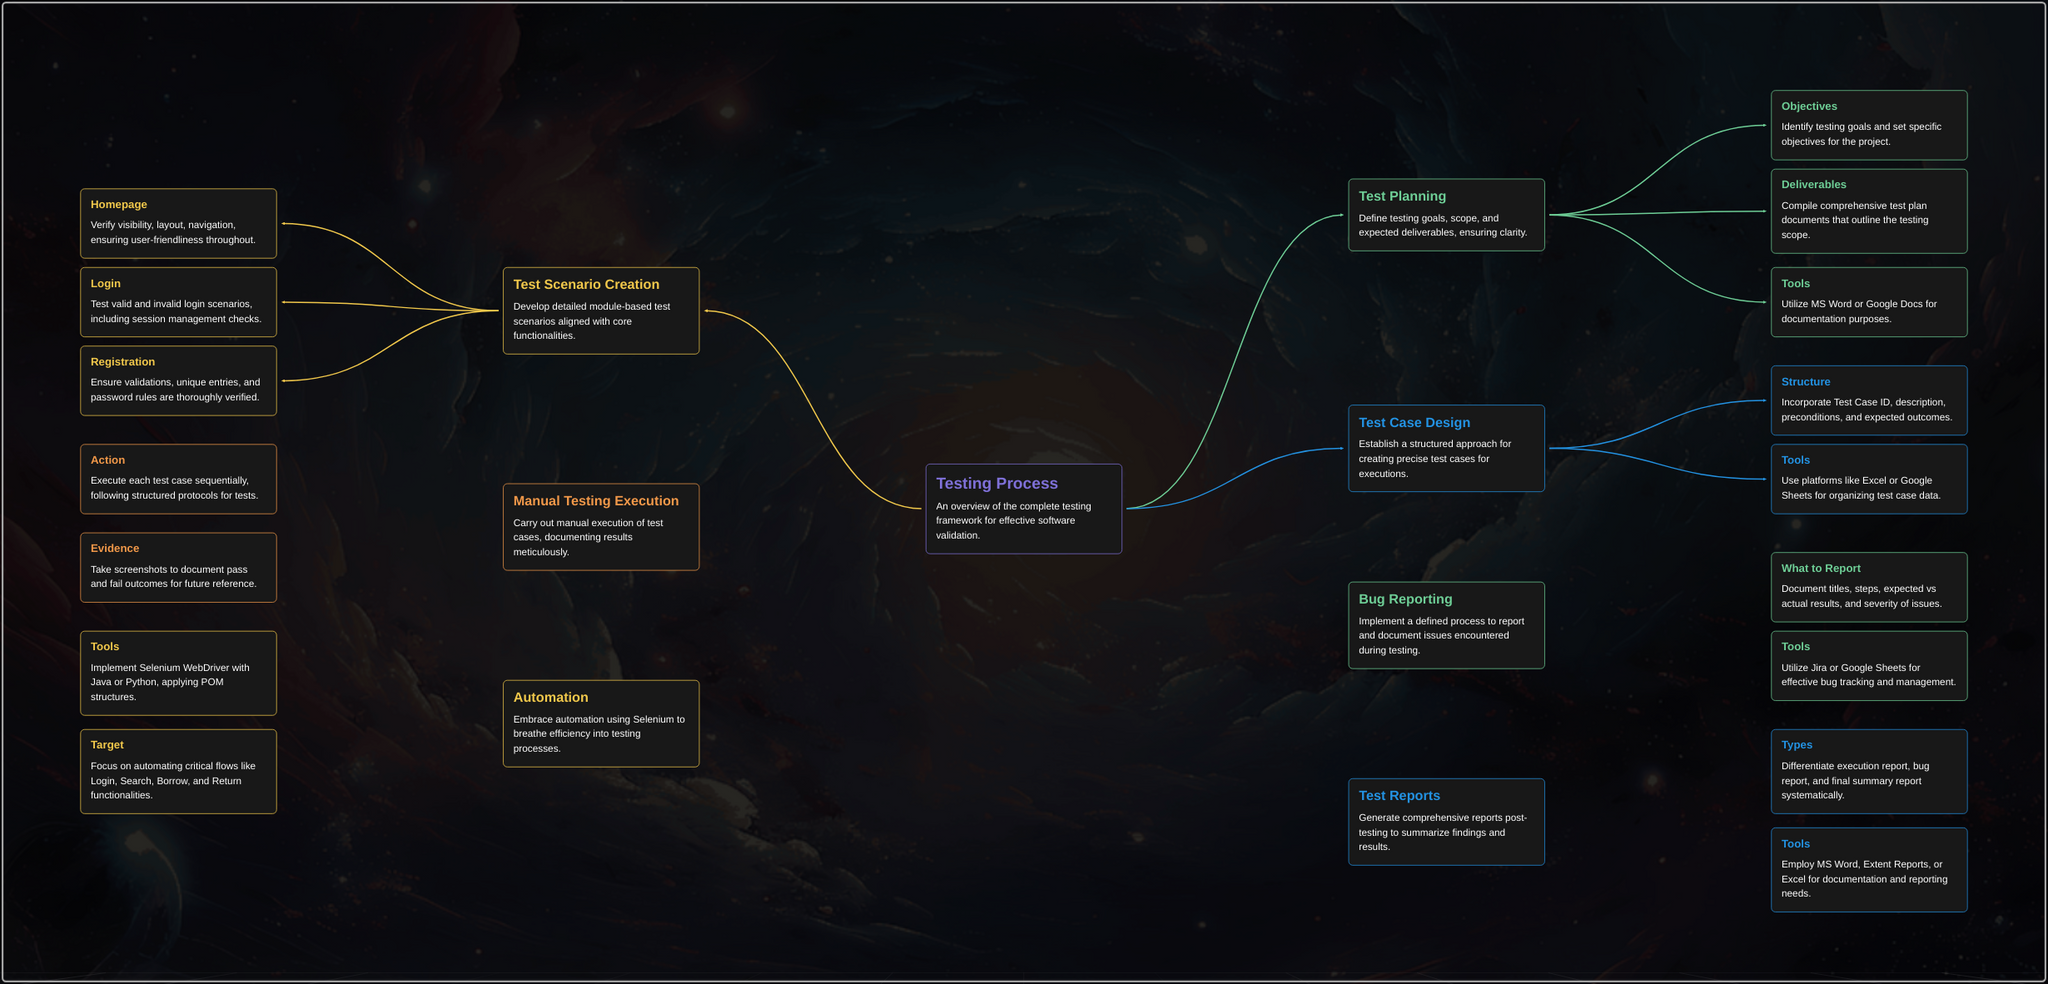 Homepage
Verify visibility, layout, navigation,
ensuring user-friendliness throughout.
Login
Test valid and invalid login scenarios,
including session management checks.
Registration
Ensure validations, unique entries, and
password rules are thoroughly verified.
Action
Execute each test case sequentially,
following structured protocols for tests.
Evidence
Take screenshots to document pass
and fail outcomes for future reference.
Tools
Implement Selenium WebDriver with
Java or Python, applying POM
structures.
Target
Focus on automating critical flows like
Login, Search, Borrow, and Return
functionalities.
Test Scenario Creation
Develop detailed module-based test
scenarios aligned with core
functionalities.
Manual Testing Execution
Carry out manual execution of test
cases, documenting results
meticulously.
Automation
Embrace automation using Selenium to
breathe efficiency into testing
processes.
Testing Process
An overview of the complete testing
framework for effective software
validation.
Test Planning
Define testing goals, scope, and
expected deliverables, ensuring clarity.
Test Case Design
Establish a structured approach for
creating precise test cases for
executions.
Bug Reporting
Implement a defined process to report
and document issues encountered
during testing.
Test Reports
Generate comprehensive reports post-
testing to summarize findings and
results.
Objectives
Identify testing goals and set specific
objectives for the project.
Deliverables
Compile comprehensive test plan
documents that outline the testing
scope.
Tools
Utilize MS Word or Google Docs for
documentation purposes.
Structure
Incorporate Test Case ID, description,
preconditions, and expected outcomes.
Tools
Use platforms like Excel or Google
Sheets for organizing test case data.
What to Report
Document titles, steps, expected vs
actual results, and severity of issues.
Tools
Utilize Jira or Google Sheets for
effective bug tracking and management.
Types
Differentiate execution report, bug
report, and final summary report
systematically.
Tools
Employ MS Word, Extent Reports, or
Excel for documentation and reporting
needs.